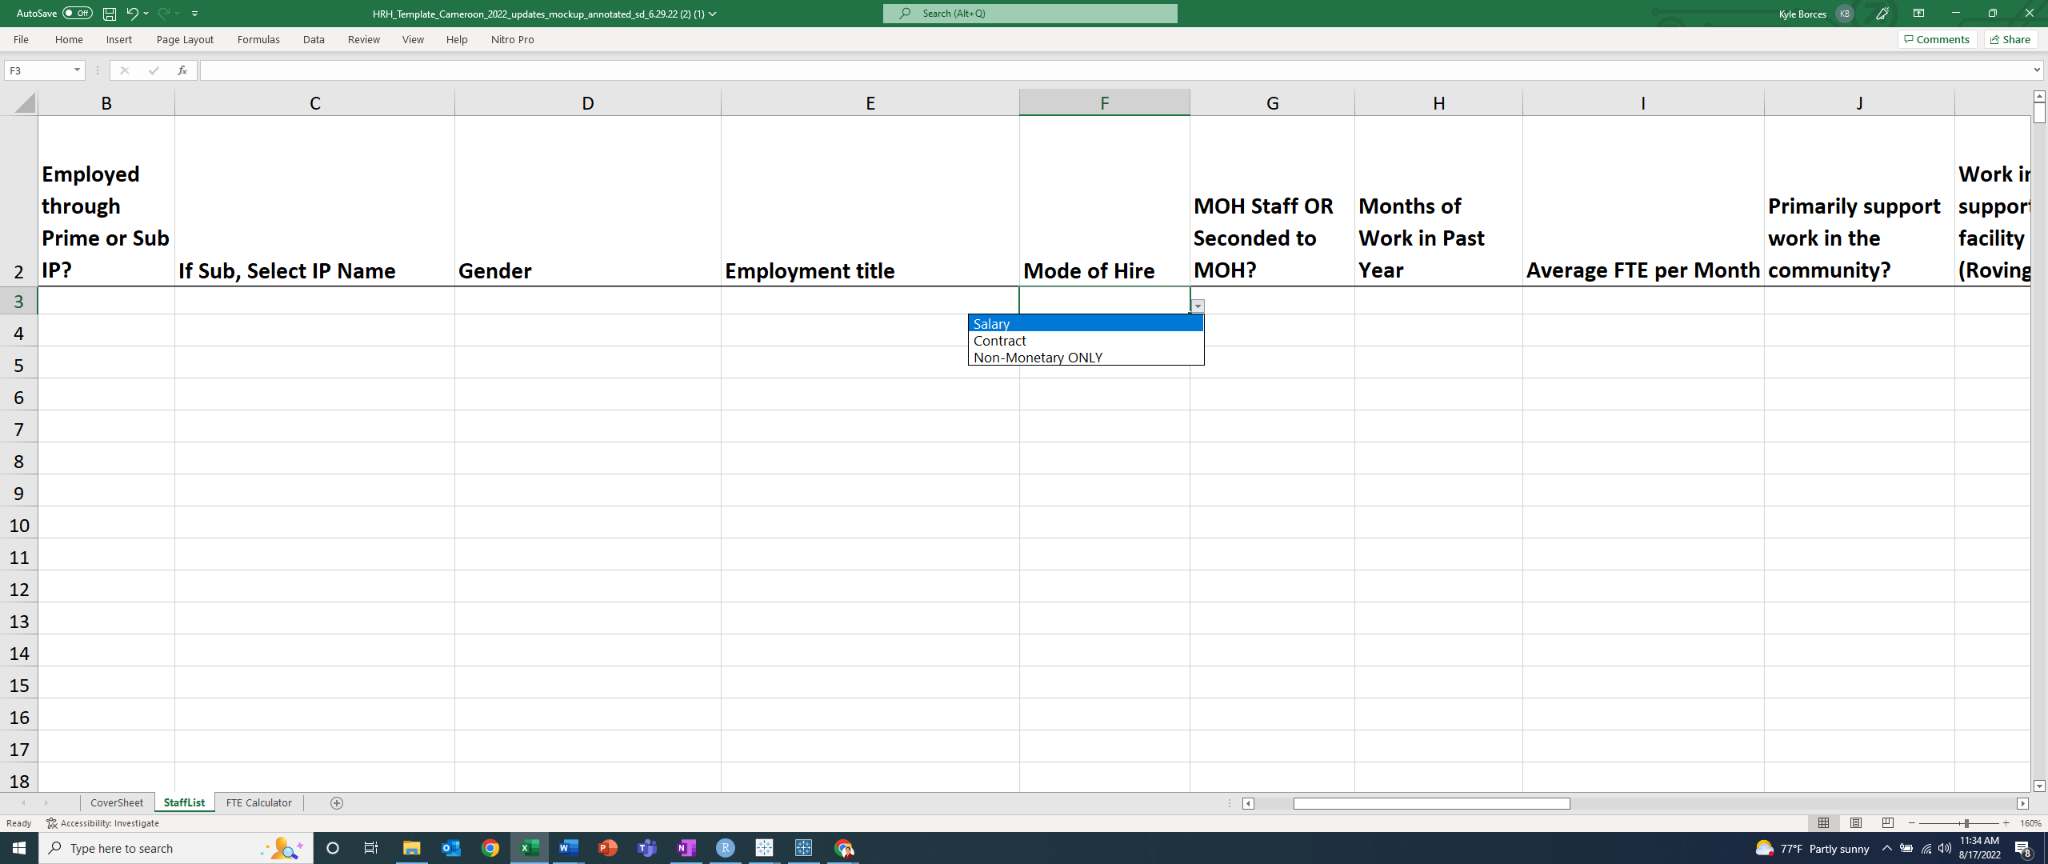 AutoSave Off HRH_Template_Cameroon_2022_updates_mockup_annotated_sd_6.29.22 (2) (1) Search (Alt+Q) Kyle Borces KB
File Home Insert Page Layout Formulas Data Review View Help Nitro Pro Comments Share
F3 fx
B C D E F G H I J
2 Employed through Prime or Sub IP? If Sub, Select IP Name Gender Employment title Mode of Hire MOH Staff OR Seconded to MOH? Months of Work in Past Year Average FTE per Month Primarily support work in the community? Work in support facility (Roving
3
Salary
4
Contract
Non-Monetary ONLY
5
6
7
8
9
10
11
12
13
14
15
16
17
18
CoverSheet StaffList FTE Calculator
Ready Accessibility: Investigate 160%
Type here to search 77°F Partly sunny 11:34 AM
8/17/2022 8